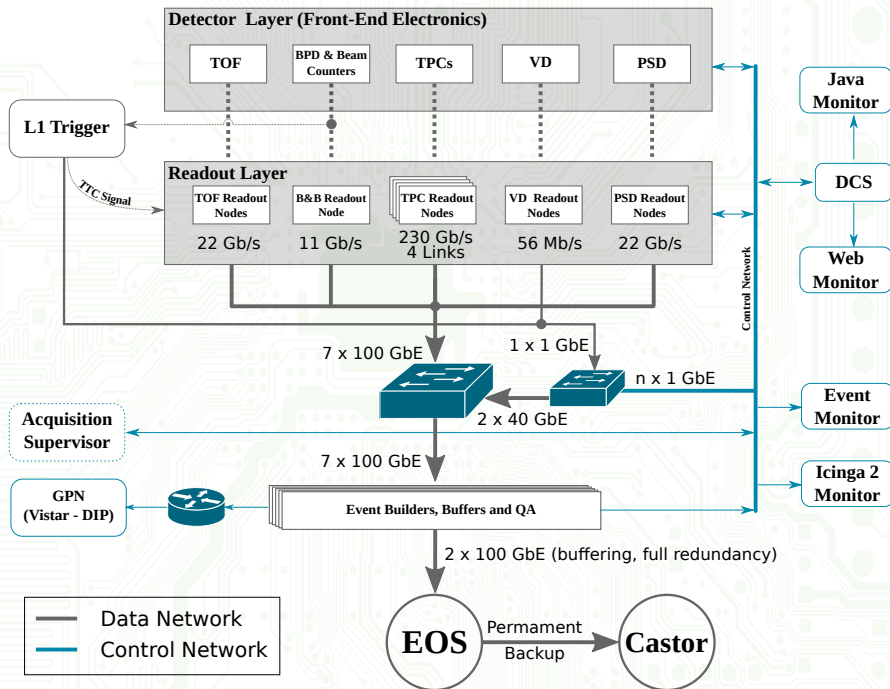 Detector Layer (Front-End Electronics)
TOF
BPD & Beam
Counters
TPCs
VD
PSD
Java
Monitor
L1 Trigger
TTC Signal
Readout Layer
TOF Readout
Nodes
B&B Readout
Node
TPC Readout
Nodes
VD Readout
Nodes
PSD Readout
Nodes
22 Gb/s
11 Gb/s
230 Gb/s
4 Links
56 Mb/s
22 Gb/s
DCS
Web
Monitor
Control Network
7 x 100 GbE
1 x 1 GbE
n x 1 GbE
2 x 40 GbE
Acquisition
Supervisor
Event
Monitor
7 x 100 GbE
GPN
(Vistar - DIP)
Event Builders, Buffers and QA
Icinga 2
Monitor
2 x 100 GbE (buffering, full redundancy)
Data Network
Control Network
EOS
Permament
Backup
Castor